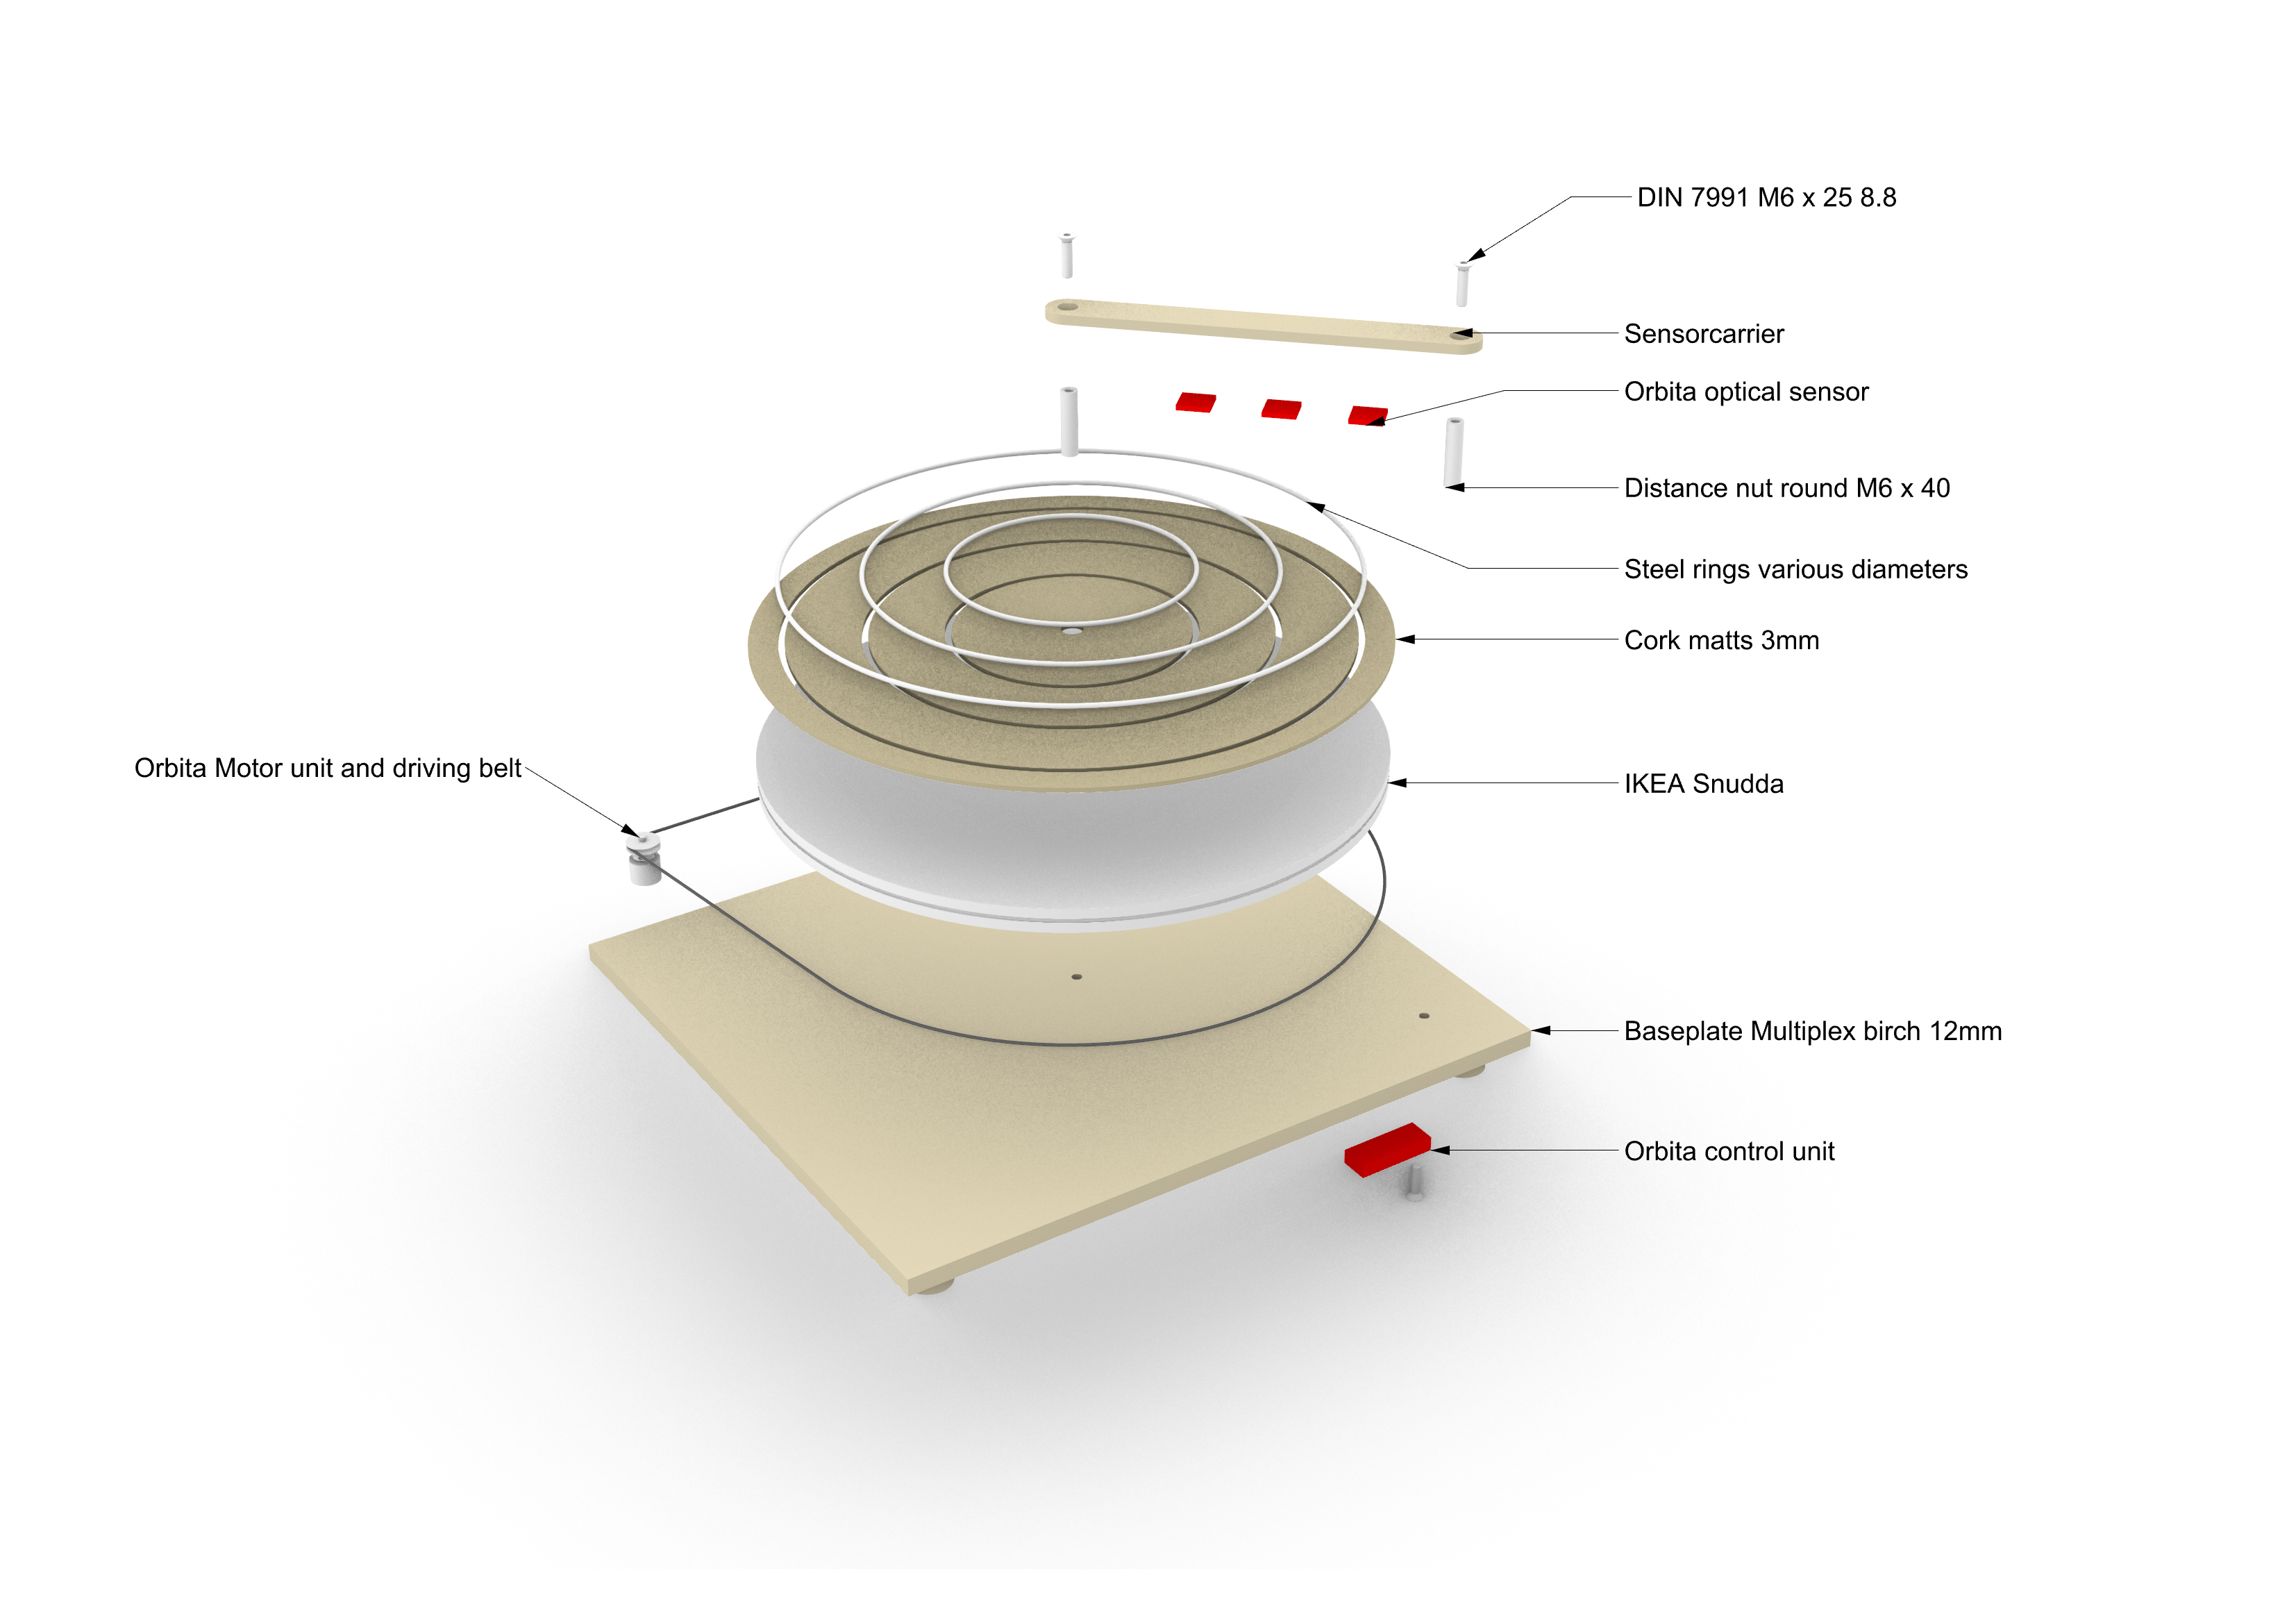 DIN 7991 M6 x 25 8.8
Sensorcarrier
Orbita optical sensor
Distance nut round M6 x 40
Steel rings various diameters
Cork matts 3mm
Orbita Motor unit and driving belt
IKEA Snudda
Baseplate Multiplex birch 12mm
Orbita control unit